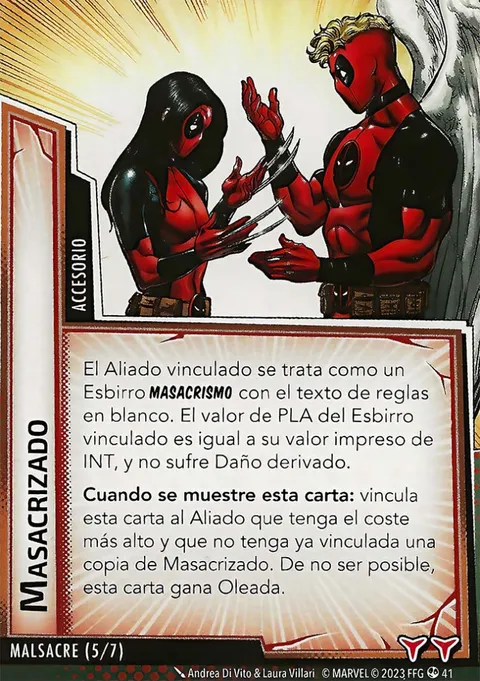 ACCESORIO
MASACRIZADO
El Aliado vinculado se trata como un
Esbirro MASACRISMO con el texto de reglas
en blanco. El valor de PLA del Esbirro
vinculado es igual a su valor impreso de
INT, y no sufre Daño derivado.
Cuando se muestre esta carta: vincula
esta carta al Aliado que tenga el coste
más alto y que no tenga ya vinculada una
copia de Masacrizado. De no ser posible,
esta carta gana Oleada.
MALSACRE (5/7)
Andrea Di Vito & Laura Villari © MARVEL © 2023 FFG 41